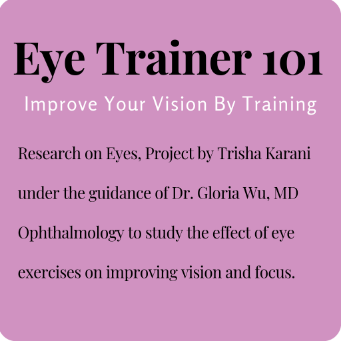 Eye Trainer 101
Improve Your Vision By Training
Research on Eyes, Project by Trisha Karani
under the guidance of Dr. Gloria Wu, MD
Ophthalmology to study the effect of eye
exercises on improving vision and focus.